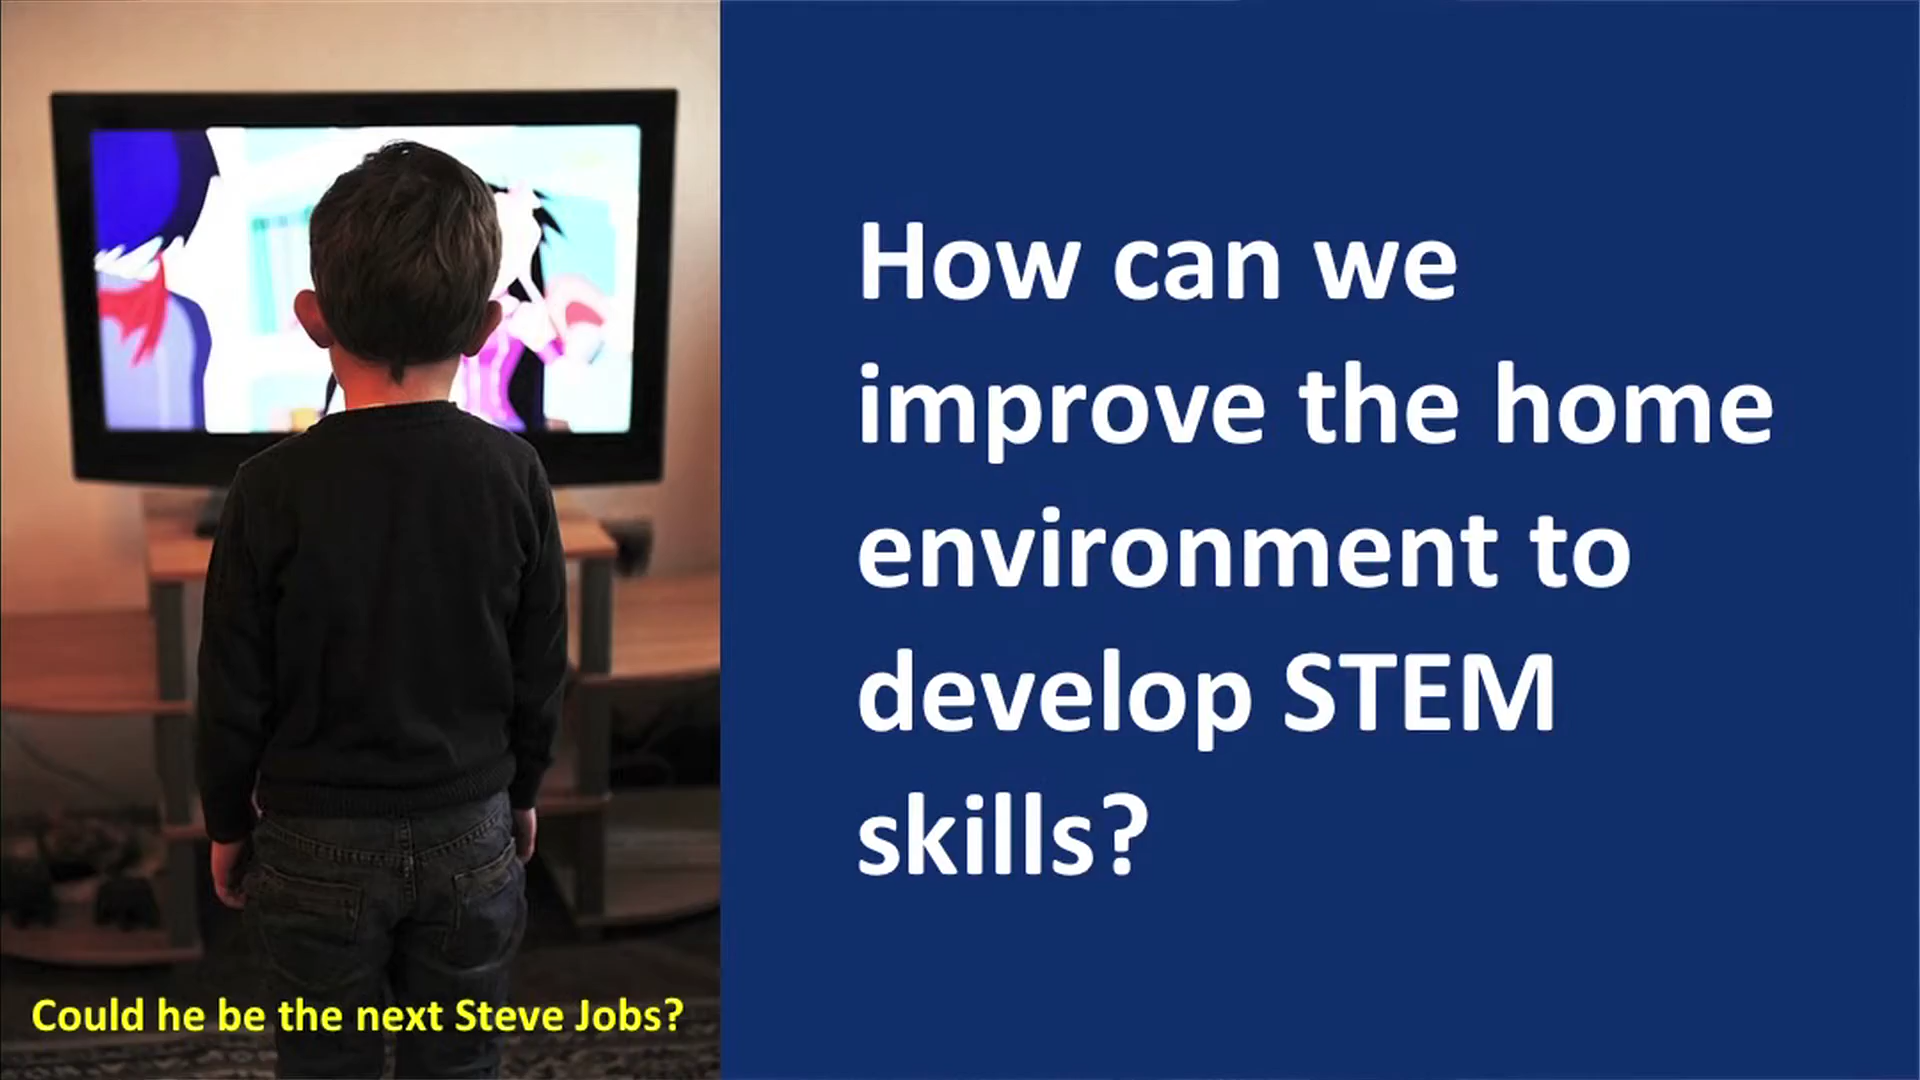 How can we
improve the home
environment to
develop STEM
skills?
Could he be the next Steve Jobs?